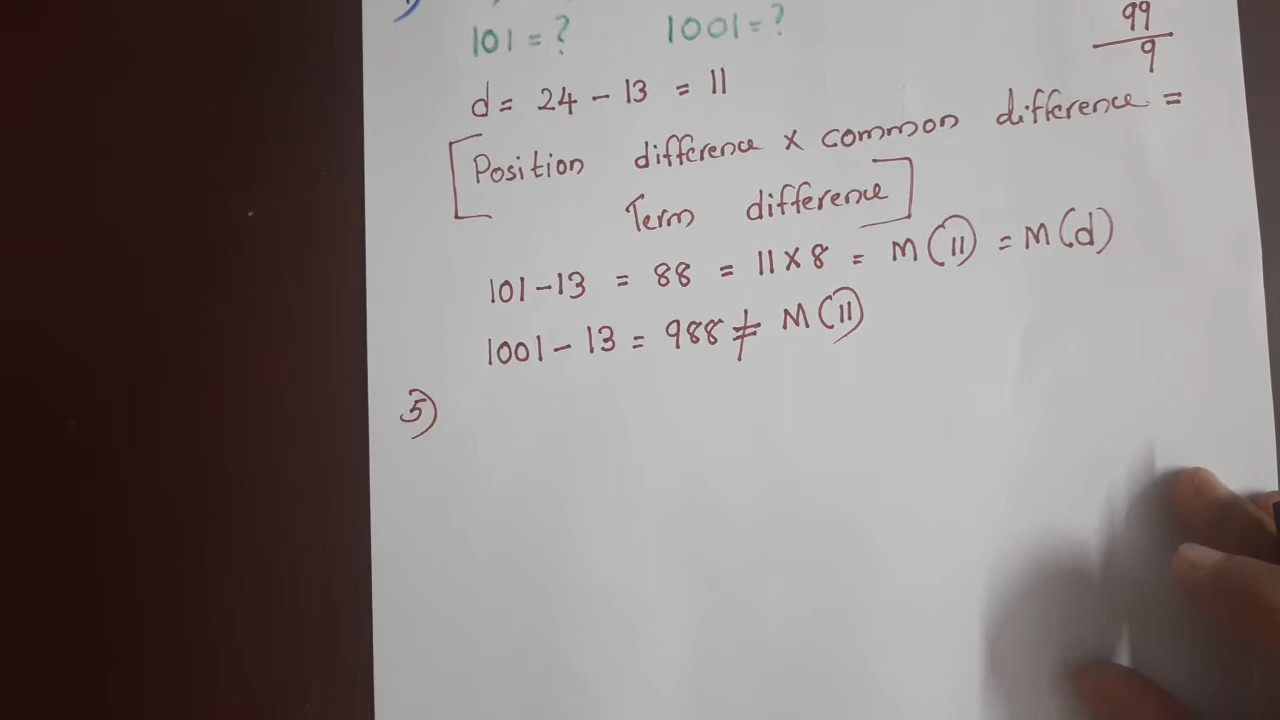 101 = ? 1001 = ?
99
9
d = 24 - 13 = 11
[Position difference × common difference =
Term difference]
101 - 13 = 88 = 11 × 8 = M(11) = M(d)
1001 - 13 = 988 ≠ M(11)
5)